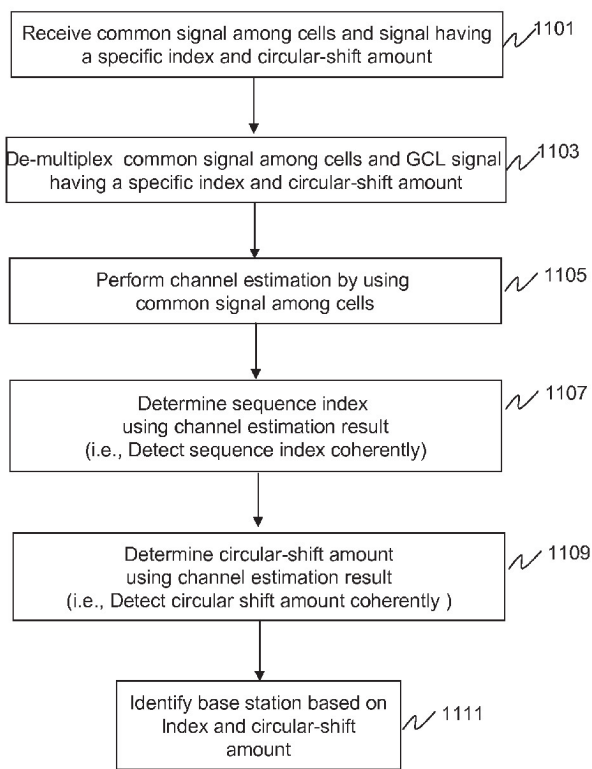 Receive common signal among cells and signal having
a specific index and circular-shift amount
1101
De-multiplex common signal among cells and GCL signal
having a specific index and circular-shift amount
1103
Perform channel estimation by using
common signal among cells
1105
Determine sequence index
using channel estimation result
(i.e., Detect sequence index coherently)
1107
Determine circular-shift amount
using channel estimation result
(i.e., Detect circular shift amount coherently )
1109
Identify base station based on
Index and circular-shift
amount
1111